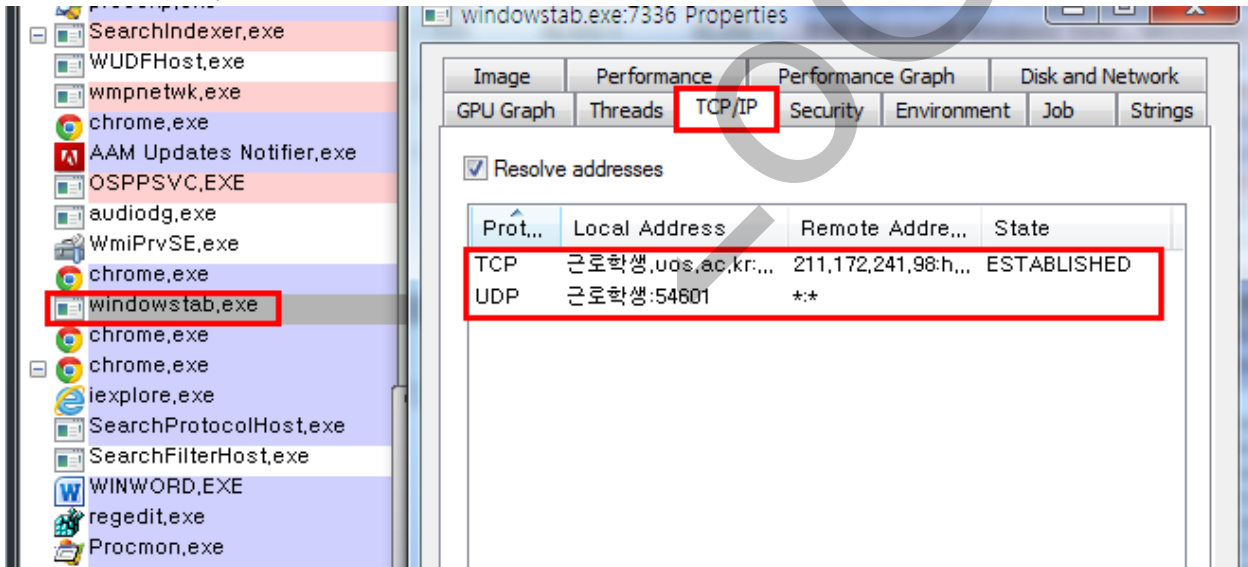 SearchIndexer,exe
WUDFHost,exe
wmpnetwk,exe
chrome,exe
AAM Updates Notifier,exe
OSPPSVC,EXE
audiodg,exe
WmiPrvSE,exe
chrome,exe
windowstab,exe
chrome,exe
chrome,exe
iexplore,exe
SearchProtocolHost,exe
SearchFilterHost,exe
WINWORD,EXE
regedit,exe
Procmon,exe
windowstab.exe:7336 Properties
Image Performance Performance Graph Disk and Network
GPU Graph Threads TCP/IP Security Environment Job Strings
Resolve addresses
Prot,,, Local Address Remote Addre,,, State
TCP 근로학생,uos,ac,kr:,,, 211,172,241,98:h,,, ESTABLISHED
UDP 근로학생:54601 *:*